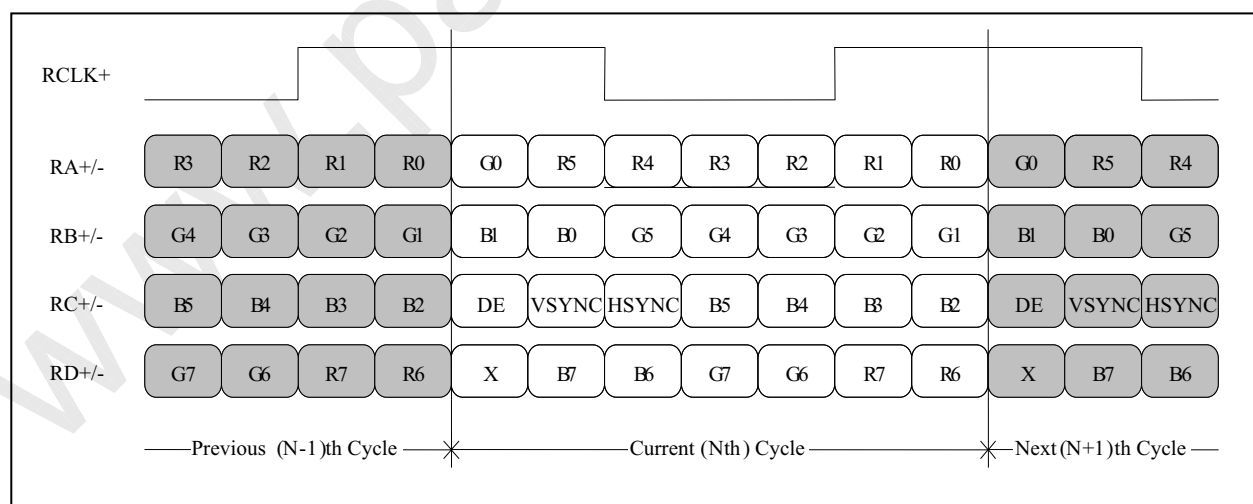 RCLK+
RA+/- R3 R2 R1 R0 G0 R5 R4 R3 R2 R1 R0 G0 R5 R4
RB+/- G4 G3 G2 G1 B1 B0 G5 G4 G3 G2 G1 B1 B0 G5
RC+/- B5 B4 B3 B2 DE VSYNC HSYNC B5 B4 B3 B2 DE VSYNC HSYNC
RD+/- G7 G6 R7 R6 X B7 B6 G7 G6 R7 R6 X B7 B6
Previous (N-1)th Cycle Current (Nth) Cycle Next (N+1)th Cycle
www.pa